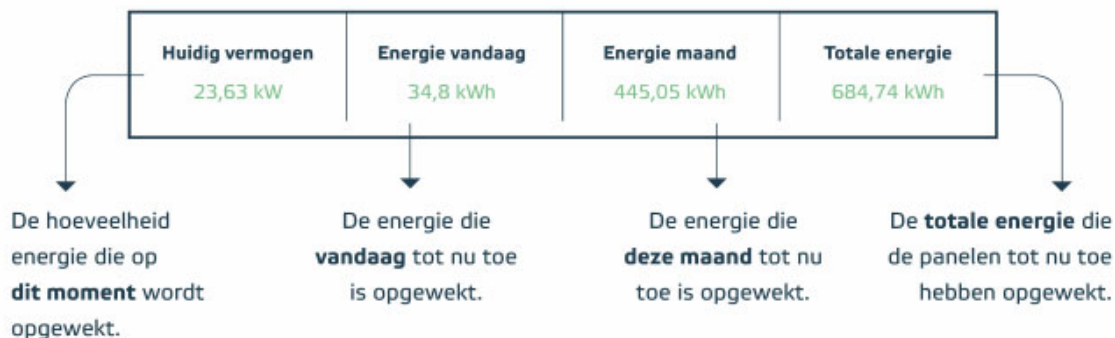 Huidig vermogen
23,63 kW
Energie vandaag
34,8 kWh
Energie maand
445,05 kWh
Totale energie
684,74 kWh
De hoeveelheid
energie die op
dit moment wordt
opgewekt.
De energie die
vandaag tot nu toe
is opgewekt.
De energie die
deze maand tot nu
toe is opgewekt.
De totale energie die
de panelen tot nu toe
hebben opgewekt.